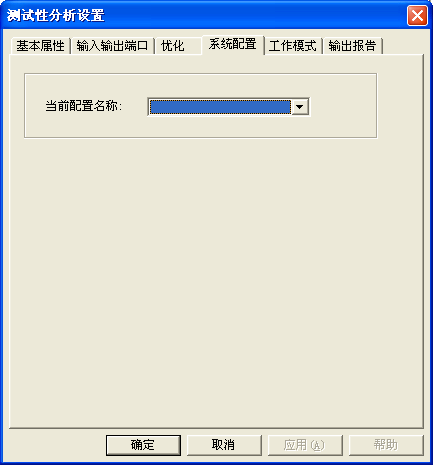 测试性分析设置
基本属性 输入输出端口 优化 系统配置 工作模式 输出报告
当前配置名称:
确定 取消 应用(A) 帮助